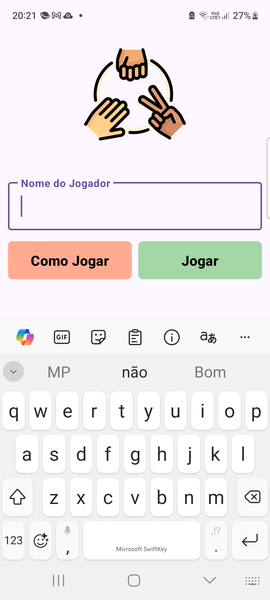 20:21 27%
Nome do Jogador
Como Jogar Jogar
GIF
MP não Bom
q w e r t y u i o p
a s d f g h j k l
z x c v b n m
123 , Microsoft SwiftKey .